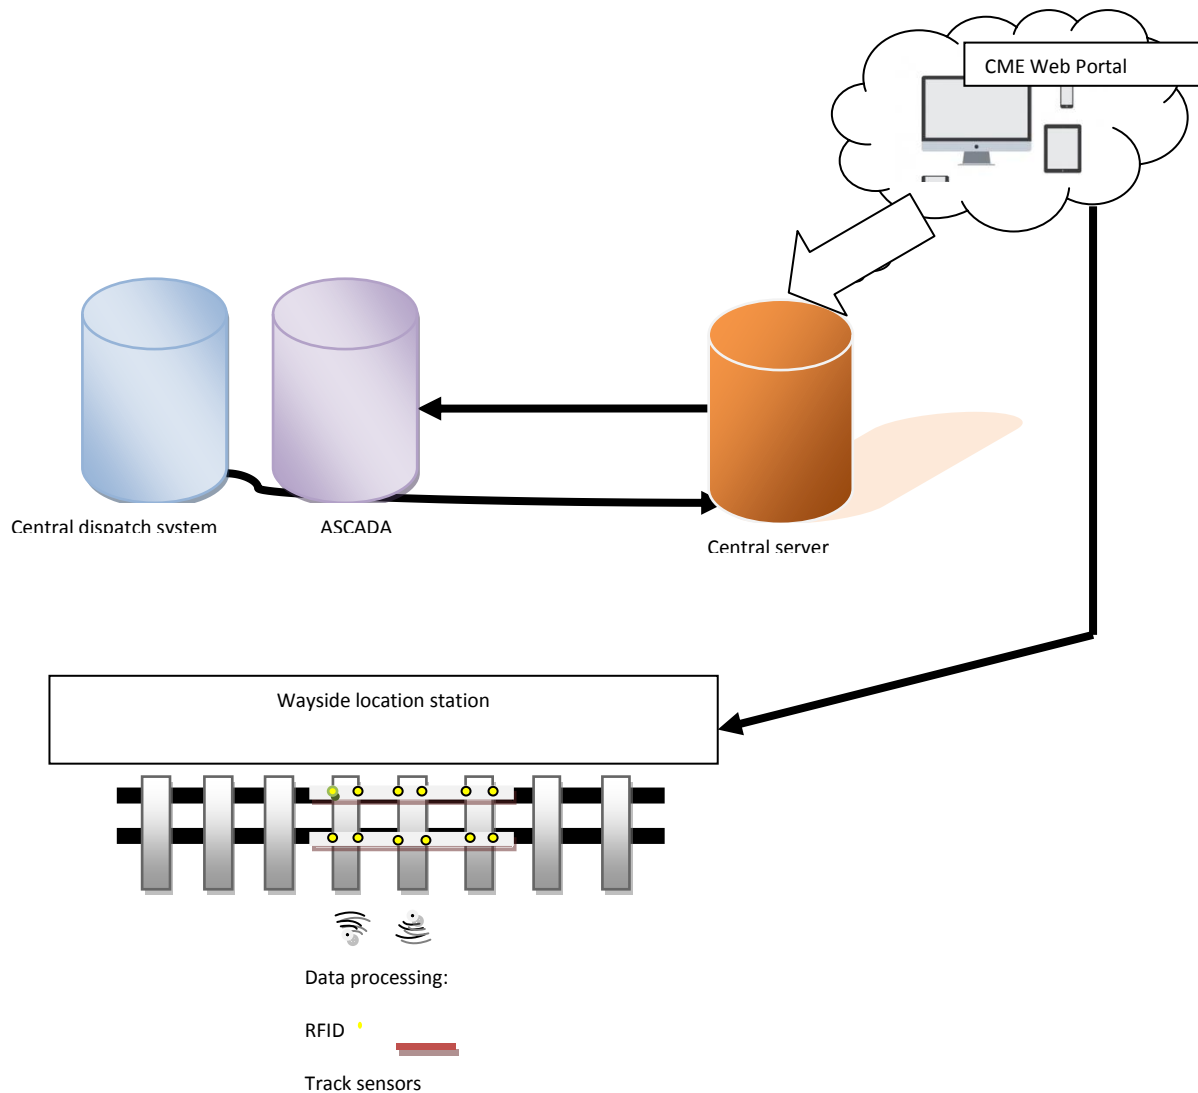 CME Web Portal
Central dispatch system
ASCADA
Central server
Wayside location station
Data processing:
RFID
Track sensors